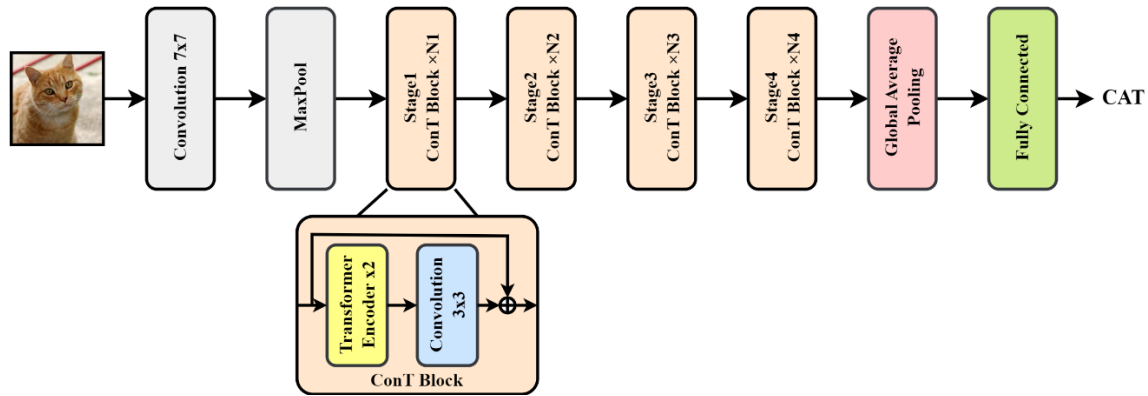 Convolution 7x7
MaxPool
Stage1
ConT Block ×N1
Stage2
ConT Block ×N2
Stage3
ConT Block ×N3
Stage4
ConT Block ×N4
Global Average
Pooling
Fully Connected
CAT
Transformer
Encoder x2
Convolution
3x3
ConT Block